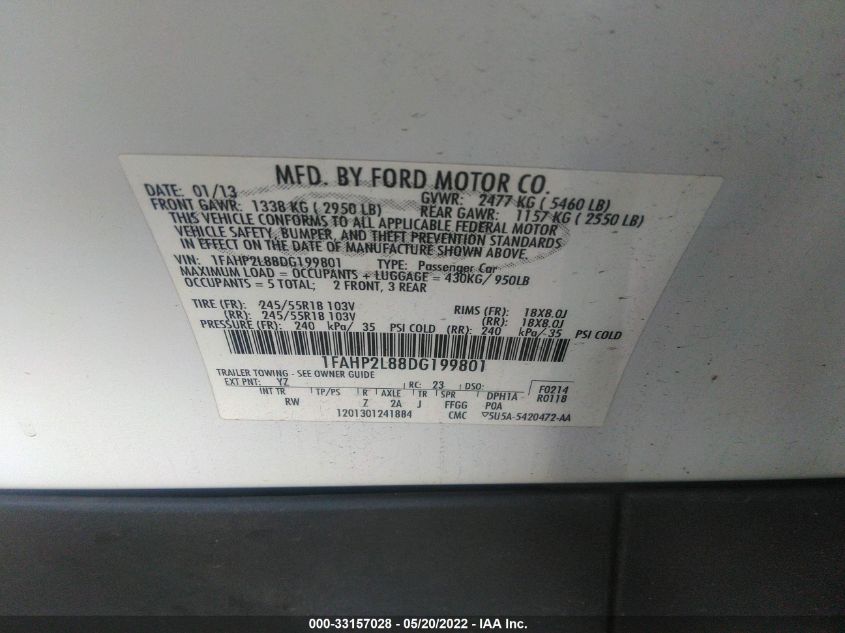 MFD. BY FORD MOTOR CO.
DATE: 01/13 GVWR: 2477 KG ( 5460 LB)
FRONT GAWR: 1338 KG ( 2950 LB) REAR GAWR: 1157 KG ( 2550 LB)
THIS VEHICLE CONFORMS TO ALL APPLICABLE FEDERAL MOTOR
VEHICLE SAFETY, BUMPER, AND THEFT PREVENTION STANDARDS
IN EFFECT ON THE DATE OF MANUFACTURE SHOWN ABOVE.
VIN: 1FAHP2L88DG199801 TYPE: Passenger Car
MAXIMUM LOAD = OCCUPANTS + LUGGAGE = 430KG/ 950LB
OCCUPANTS = 5 TOTAL; 2 FRONT, 3 REAR
TIRE (FR): 245/55R18 103V RIMS (FR): 18X8.0J
(RR): 245/55R18 103V (RR): 18X8.0J
PRESSURE (FR): 240 kPa/ 35 PSI COLD (RR): 240 kPa/ 35 PSI COLD
1FAHP2L88DG199801
TRAILER TOWING - SEE OWNER GUIDE
EXT PNT: YZ RC: 23 DSO: F0214
INT TR TP/PS R AXLE TR SPR DPH1A R0118
RW Z 2A J FFGG P0A
1201301241884 CMC ▽5U5A-5420472-AA
000-33157028 - 05/20/2022 - IAA Inc.